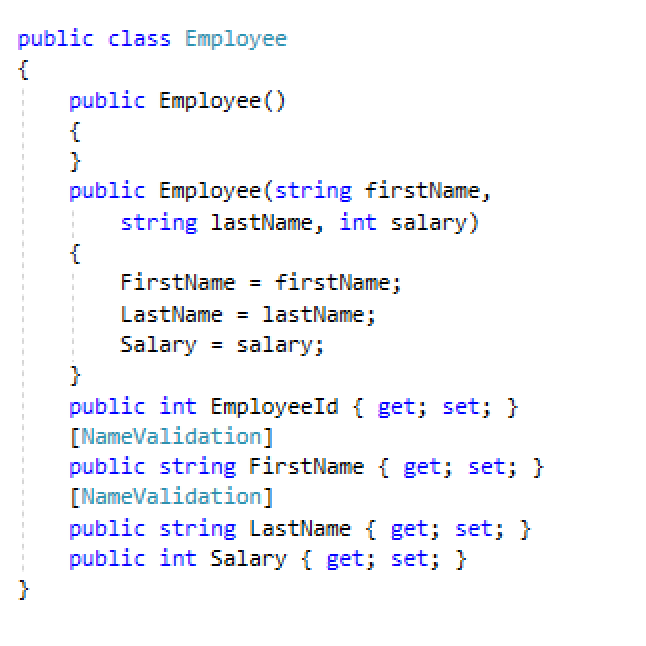 public class Employee
{
    public Employee()
    {
    }
    public Employee(string firstName,
        string lastName, int salary)
    {
        FirstName = firstName;
        LastName = lastName;
        Salary = salary;
    }
    public int EmployeeId { get; set; }
    [NameValidation]
    public string FirstName { get; set; }
    [NameValidation]
    public string LastName { get; set; }
    public int Salary { get; set; }
}